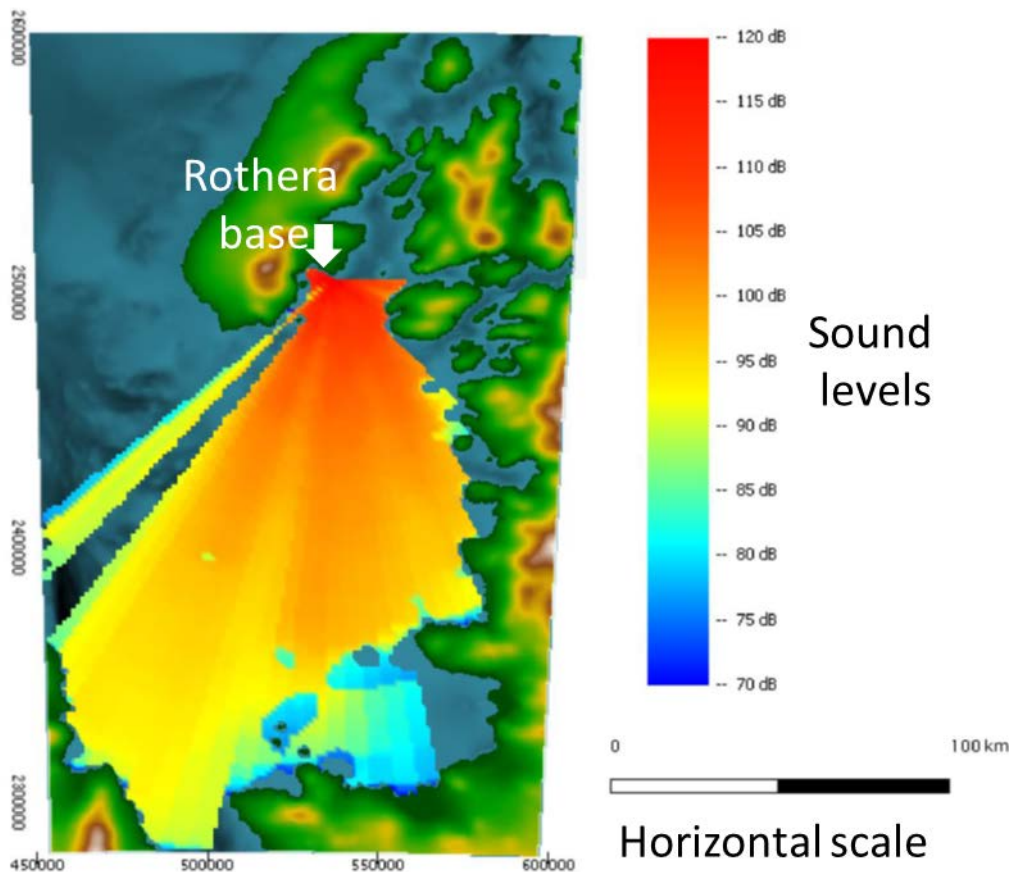 2600000
2500000
2400000
2300000
450000 500000 550000 600000
Rothera
base
-- 120 dB
-- 115 dB
-- 110 dB
-- 105 dB
-- 100 dB
-- 95 dB
-- 90 dB
-- 85 dB
-- 80 dB
-- 75 dB
-- 70 dB
Sound
levels
0 100 km
Horizontal scale